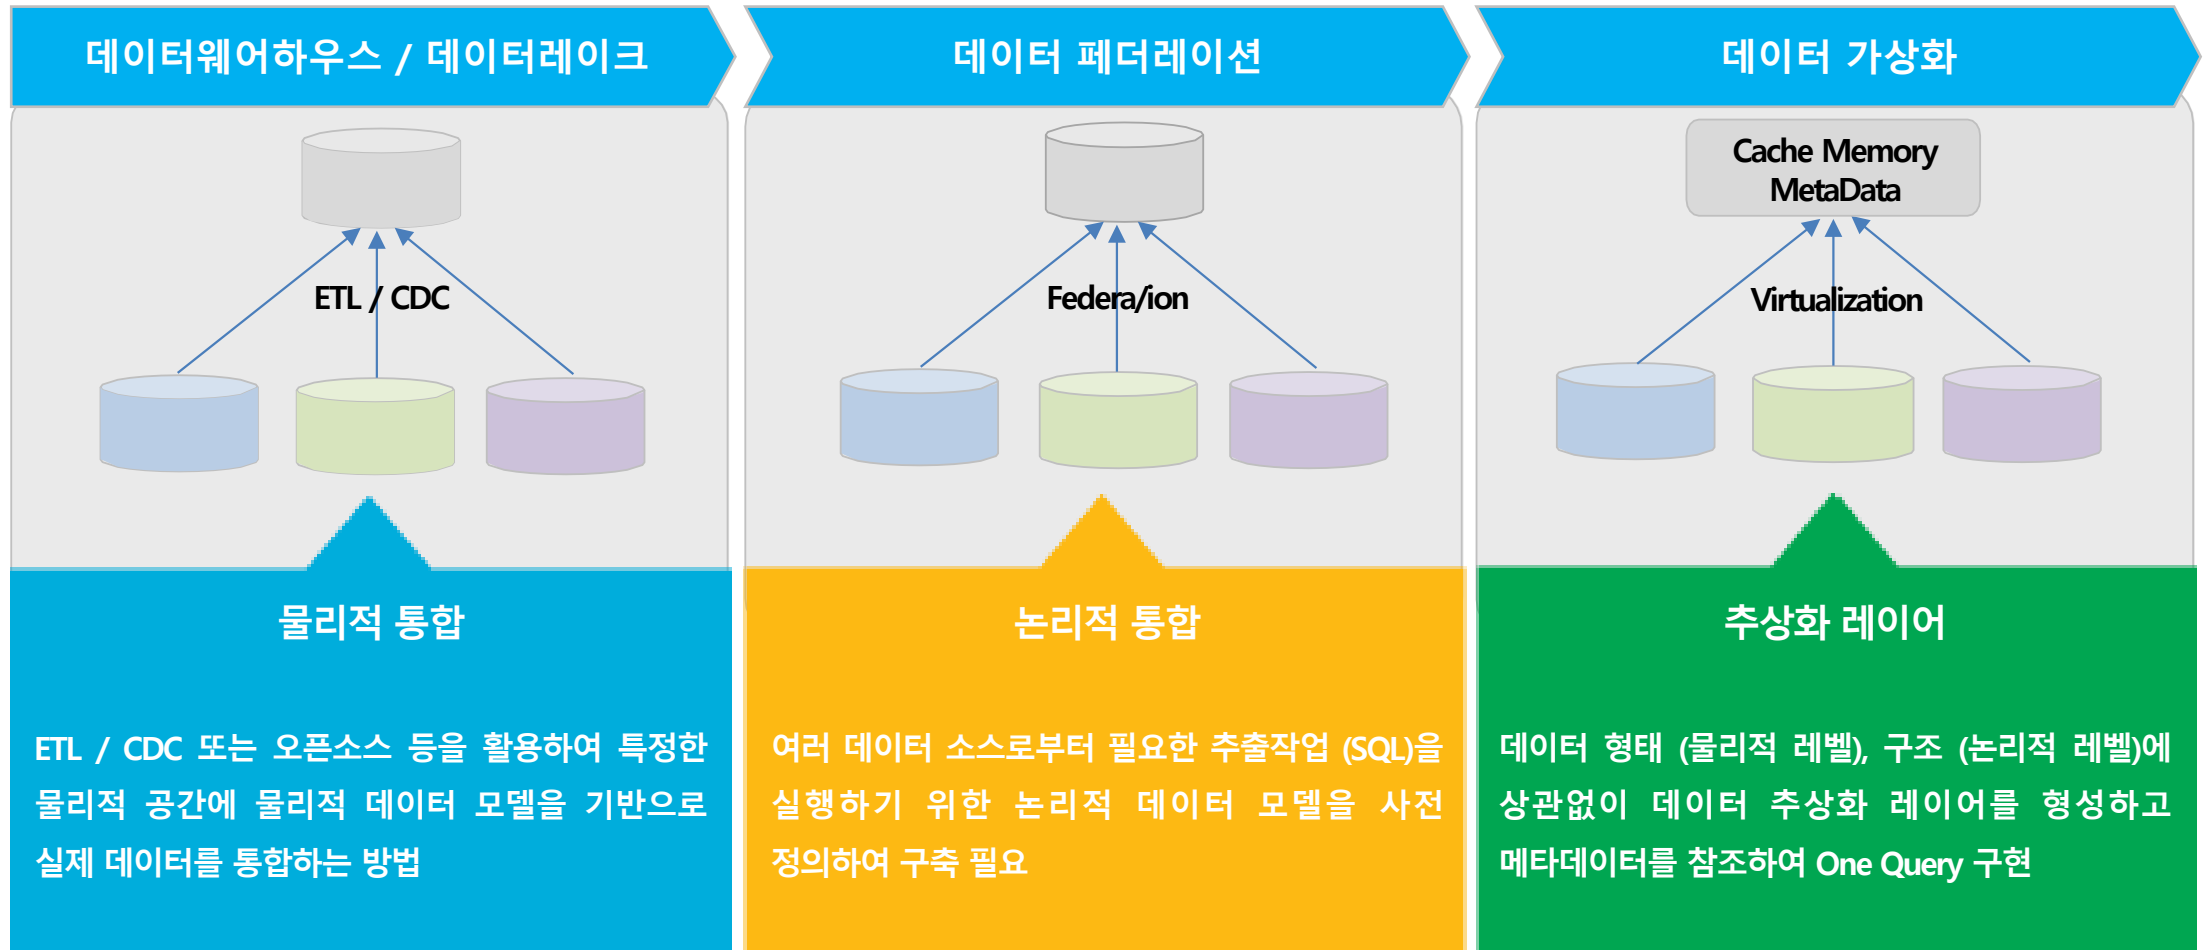 데이터웨어하우스 / 데이터레이크
데이터 페더레이션
데이터 가상화
ETL / CDC
Federa/ion
Cache Memory
MetaData
Virtualization
물리적 통합
ETL / CDC 또는 오픈소스 등을 활용하여 특정한
물리적 공간에 물리적 데이터 모델을 기반으로
실제 데이터를 통합하는 방법
논리적 통합
여러 데이터 소스로부터 필요한 추출작업 (SQL)을
실행하기 위한 논리적 데이터 모델을 사전
정의하여 구축 필요
추상화 레이어
데이터 형태 (물리적 레벨), 구조 (논리적 레벨)에
상관없이 데이터 추상화 레이어를 형성하고
메타데이터를 참조하여 One Query 구현